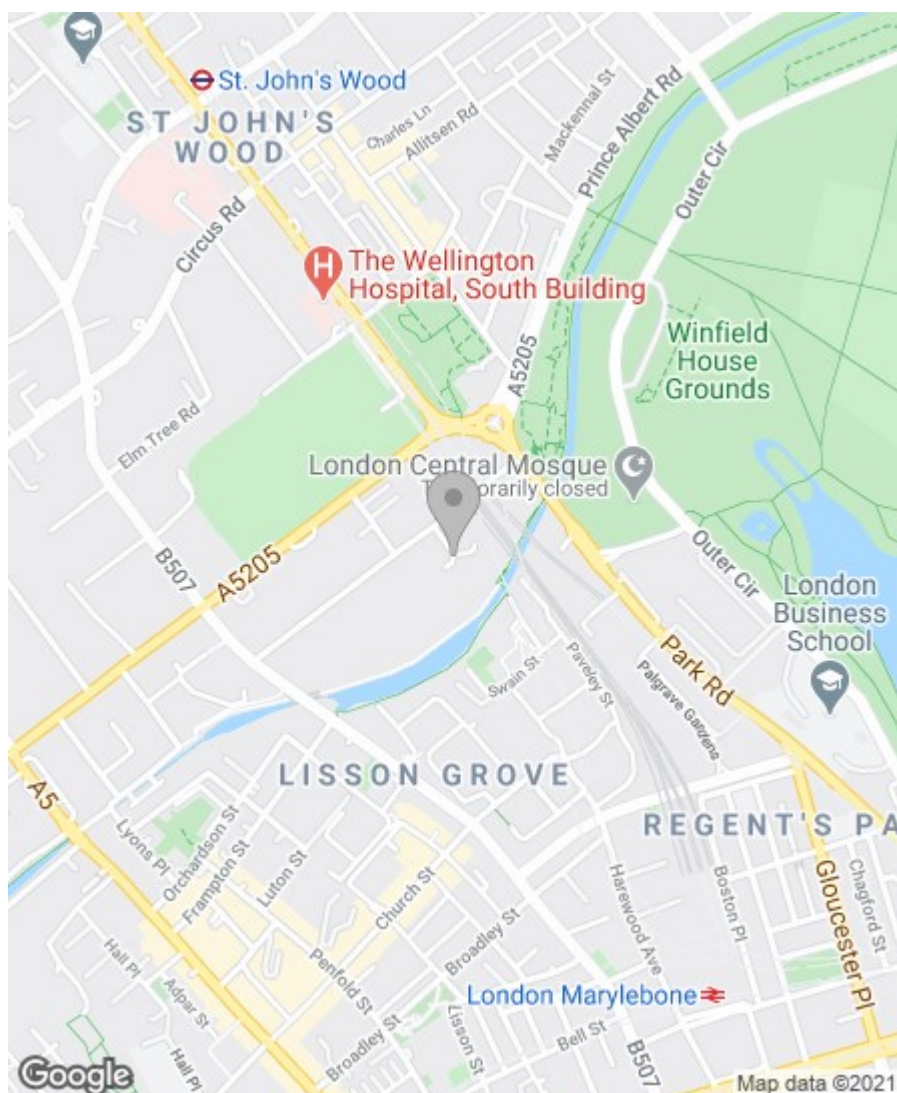 St. John's Wood
ST JOHN'S
WOOD
Charles Ln
Allitsen Rd
Mackennal St
Prince Albert Rd
Outer Cir
Circus Rd
The Wellington
Hospital, South Building
A5205
Winfield
House
Grounds
Elm Tree Rd
London Central Mosque
orarily closed
B507
A5205
Outer Cir
London
Business
School
Park Rd
Swain St
Paveley St
Palgrave Gardens
LISSON GROVE
A5
REGENT'S PA
Lyons Pl
Orchardson St
Frampton St
Luton St
Church St
Harewood Ave
Boston Pl
Gloucester Pl
Chagford St
Hall Pl
Adpar St
Penfold St
Broadley St
London Marylebone
Hall Pl
Broadley St
Lisson St
Bell St
B507
Google
Map data ©2021